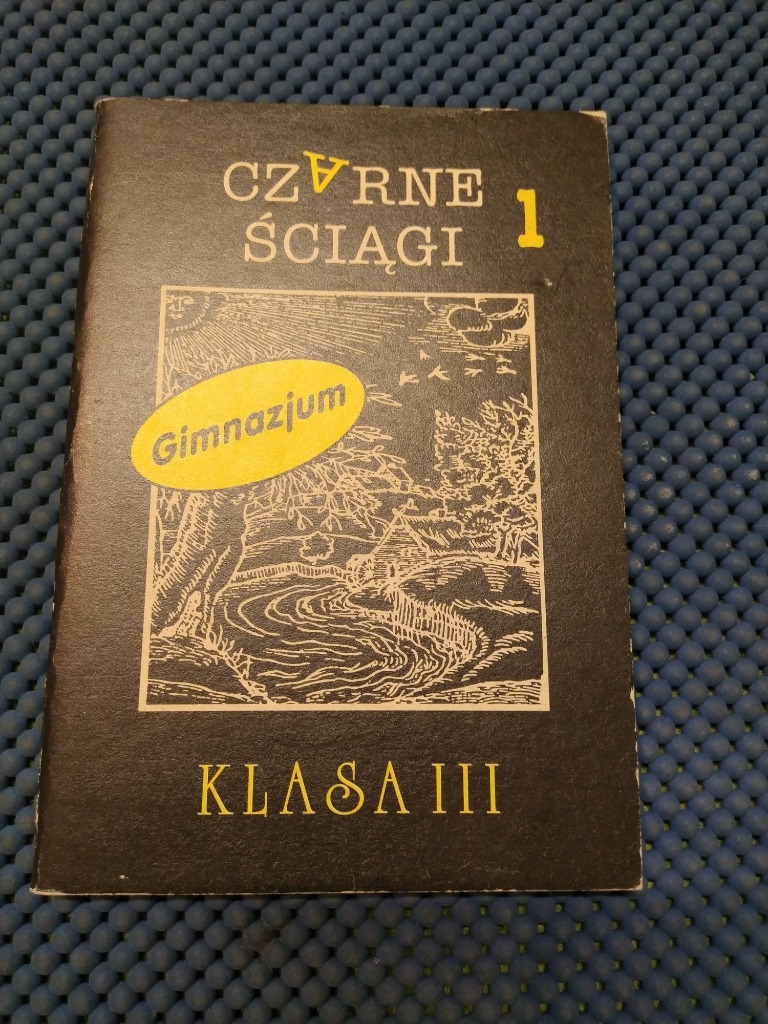 CZARNE
ŚCIĄGI
1
Gimnazjum
KLASA III